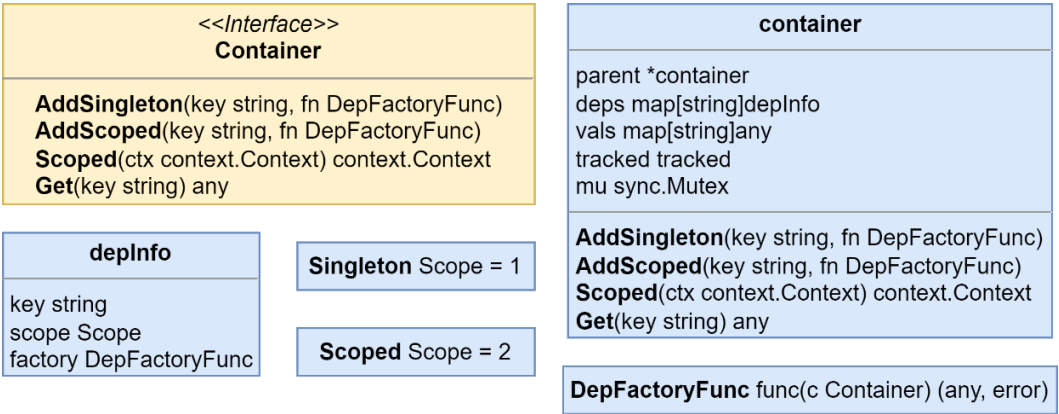 <<Interface>>
Container
AddSingleton(key string, fn DepFactoryFunc)
AddScoped(key string, fn DepFactoryFunc)
Scoped(ctx context.Context) context.Context
Get(key string) any
container
parent *container
deps map[string]depInfo
vals map[string]any
tracked tracked
mu sync.Mutex
AddSingleton(key string, fn DepFactoryFunc)
AddScoped(key string, fn DepFactoryFunc)
Scoped(ctx context.Context) context.Context
Get(key string) any
depInfo
key string
scope Scope
factory DepFactoryFunc
Singleton Scope = 1
Scoped Scope = 2
DepFactoryFunc func(c Container) (any, error)